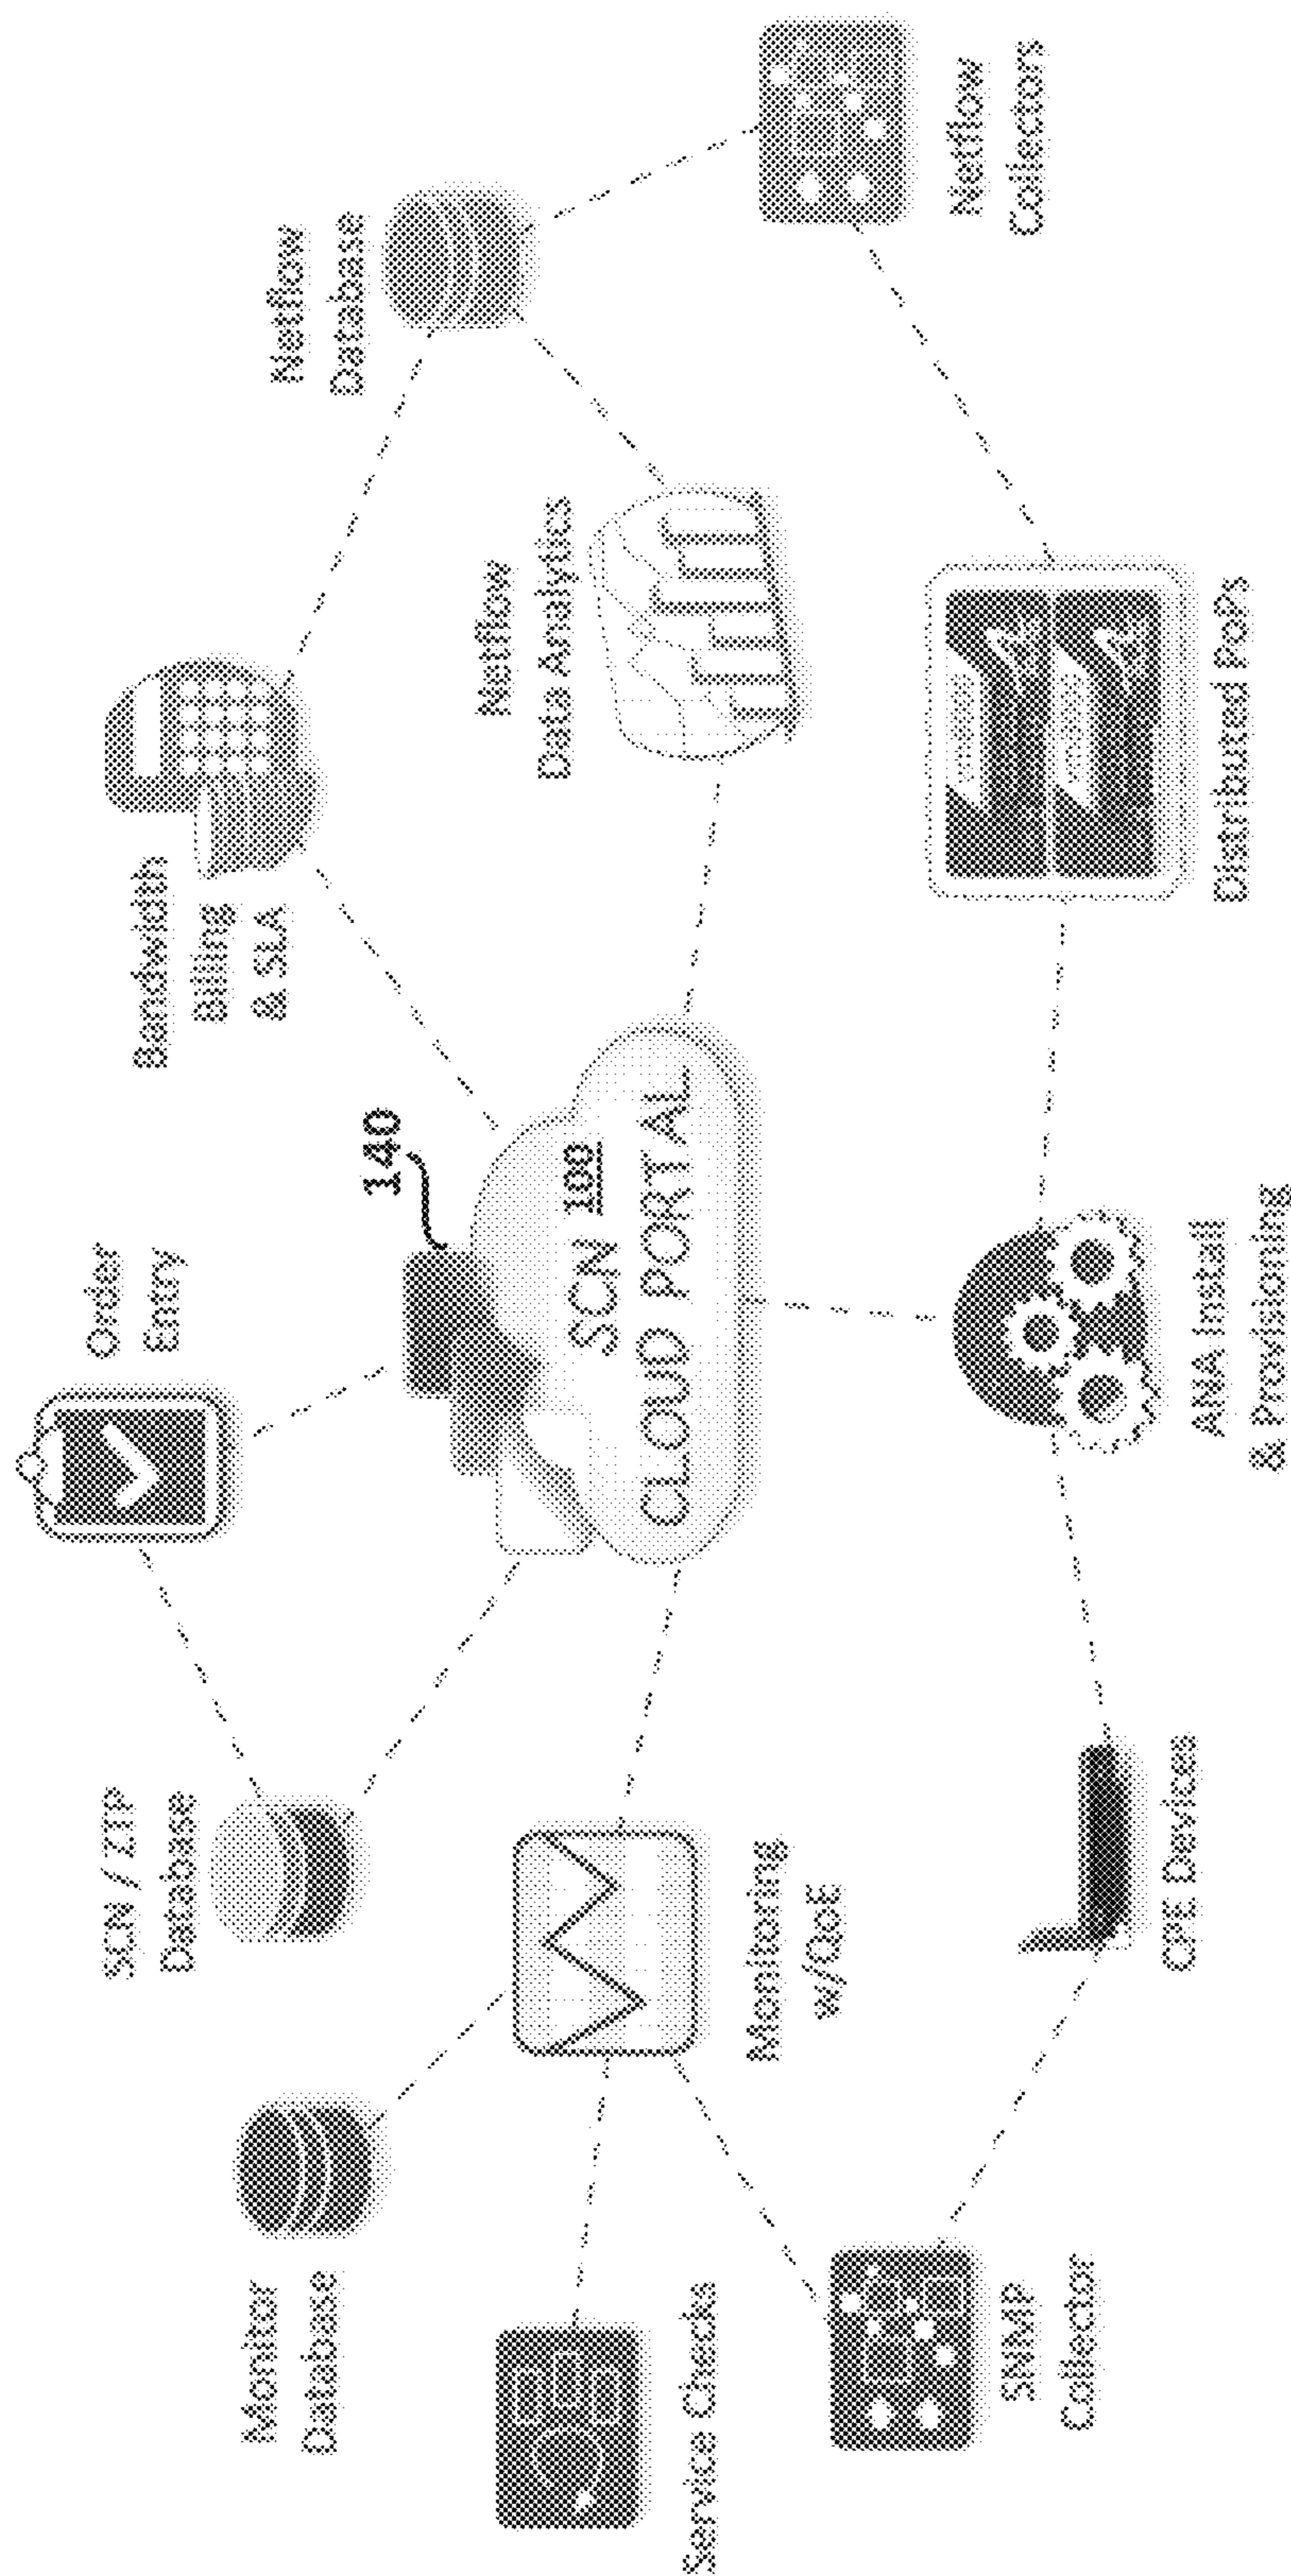 Order
Entry
SCN / ZTP
Database
Bandwidth
Billing
& SLA
Monitor
Database
Netflow
Database
140
Netflow
Data Analytics
SCN 100
CLOUD PORTAL
Service Checks
Monitoring
w/QoE
Netflow
Collectors
SNMP
Collector
CPE Devices
ANA Install
& Provisioning
Distributed PoPs